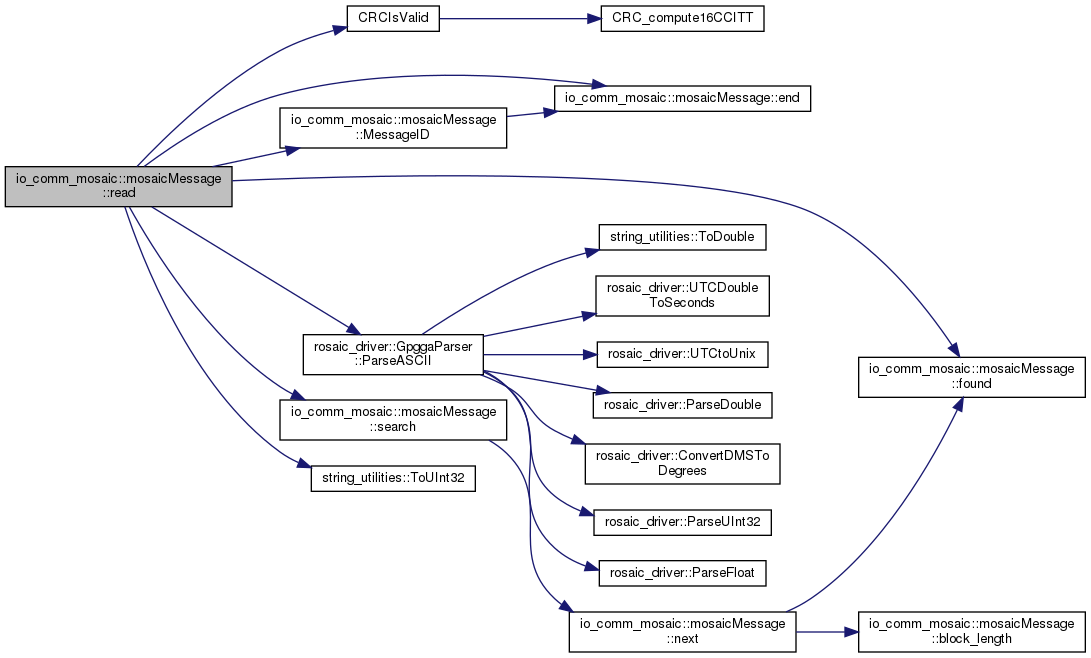 CRCIsValid
CRC_compute16CCITT
io_comm_mosaic::mosaicMessage::end
io_comm_mosaic::mosaicMessage
::MessageID
io_comm_mosaic::mosaicMessage
::read
string_utilities::ToDouble
rosaic_driver::UTCDouble
ToSeconds
rosaic_driver::GpggaParser
::ParseASCII
rosaic_driver::UTCtoUnix
io_comm_mosaic::mosaicMessage
::found
rosaic_driver::ParseDouble
io_comm_mosaic::mosaicMessage
::search
rosaic_driver::ConvertDMSTo
Degrees
string_utilities::ToUInt32
rosaic_driver::ParseUInt32
rosaic_driver::ParseFloat
io_comm_mosaic::mosaicMessage
::next
io_comm_mosaic::mosaicMessage
::block_length